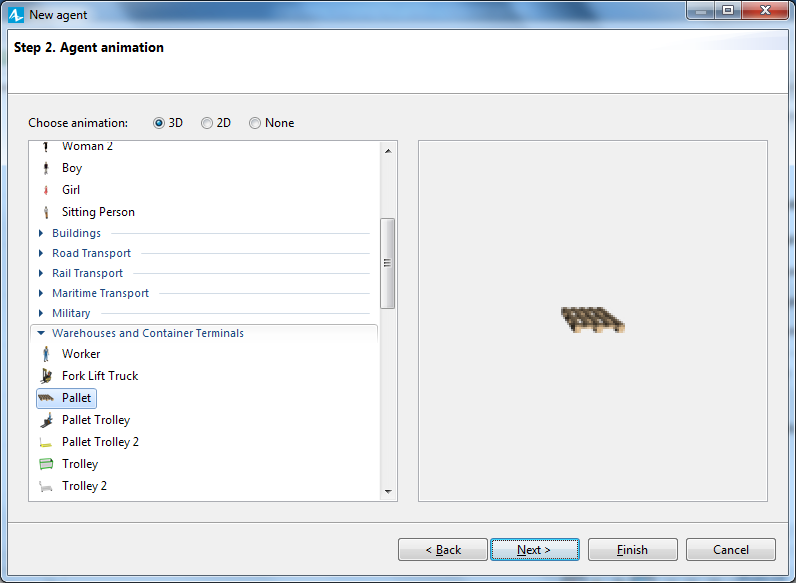 New agent
Step 2. Agent animation
Choose animation: 3D 2D None
Woman 2
Boy
Girl
Sitting Person
Buildings
Road Transport
Rail Transport
Maritime Transport
Military
Warehouses and Container Terminals
Worker
Fork Lift Truck
Pallet
Pallet Trolley
Pallet Trolley 2
Trolley
Trolley 2
< Back Next > Finish Cancel